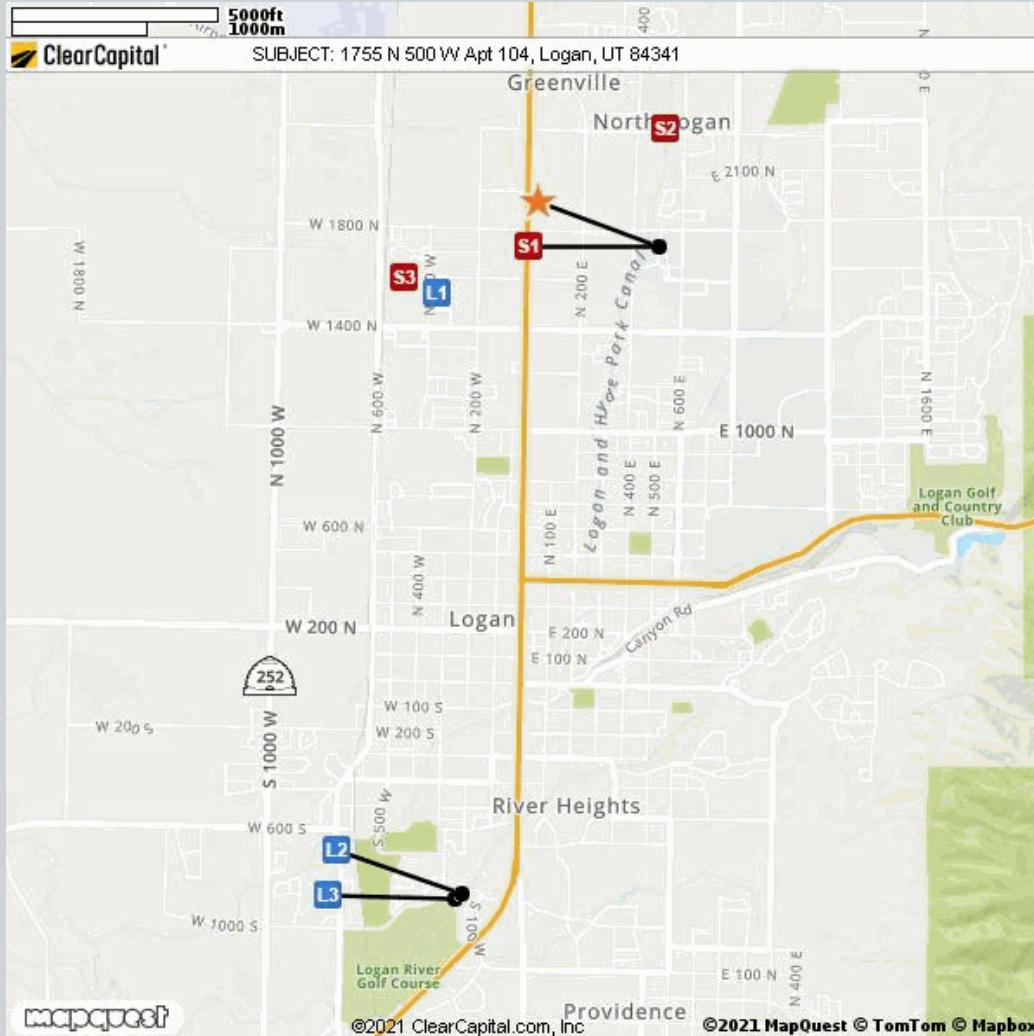 5000ft
1000m
ClearCapital
SUBJECT: 1755 N 500 W Apt 104, Logan, UT 84341
400
N
Greenville
North Logan
S2
E
E 2100 N
W 1800 N
S1
W 1800 N
S3
L1
N 200 E
W 1400 N
Logan and Hyde Park Canal
N 600 W
N 200 W
N 600 E
N 1600 E
N 1000 W
E 1000 N
N 400 E
N 500 E
Logan Golf
and Country
Club
W 600 N
N 100 E
N 400 W
Logan
W 200 N
E 200 N
Canyon Rd
E 100 N
252
W 100 S
W 200 S
W 200 S
S 1000 W
River Heights
S 500 W
W 600 S
L2
L3
S 100 W
W 1000 S
Logan River
Golf Course
E 100 N
N 400 E
Providence
mapquest
©2021 ClearCapital.com, Inc
©2021 MapQuest © TomTom © Mapbo